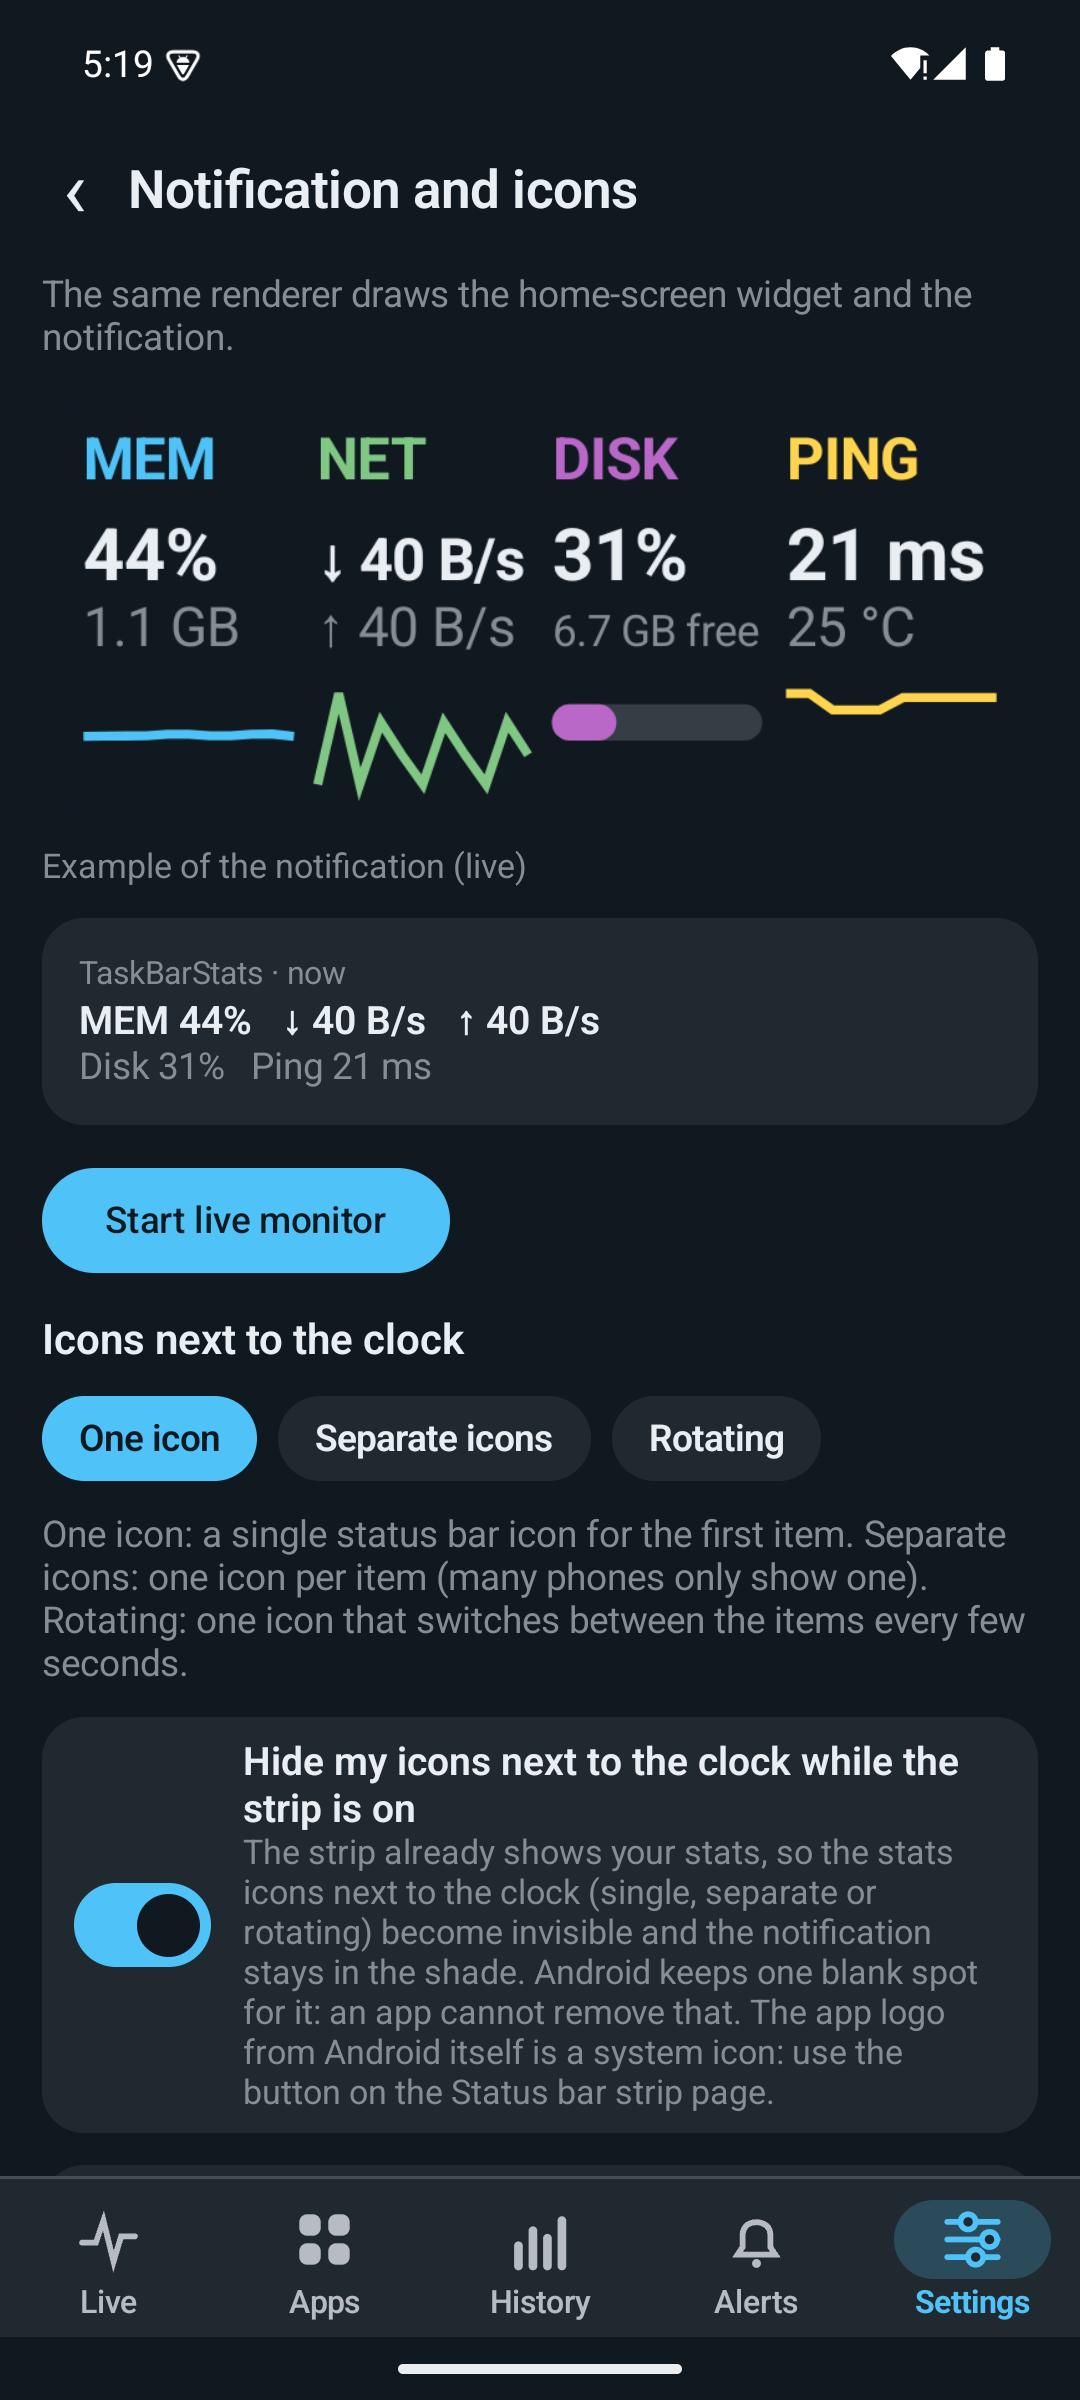 5:19
Notification and icons
The same renderer draws the home-screen widget and the
notification.
MEM NET DISK PING
44% ↓ 40 B/s 31% 21 ms
1.1 GB ↑ 40 B/s 6.7 GB free 25 °C
Example of the notification (live)
TaskBarStats · now
MEM 44% ↓ 40 B/s ↑ 40 B/s
Disk 31% Ping 21 ms
Start live monitor
Icons next to the clock
One icon Separate icons Rotating
One icon: a single status bar icon for the first item. Separate
icons: one icon per item (many phones only show one).
Rotating: one icon that switches between the items every few
seconds.
Hide my icons next to the clock while the
strip is on
The strip already shows your stats, so the stats
icons next to the clock (single, separate or
rotating) become invisible and the notification
stays in the shade. Android keeps one blank spot
for it: an app cannot remove that. The app logo
from Android itself is a system icon: use the
button on the Status bar strip page.
Live Apps History Alerts Settings